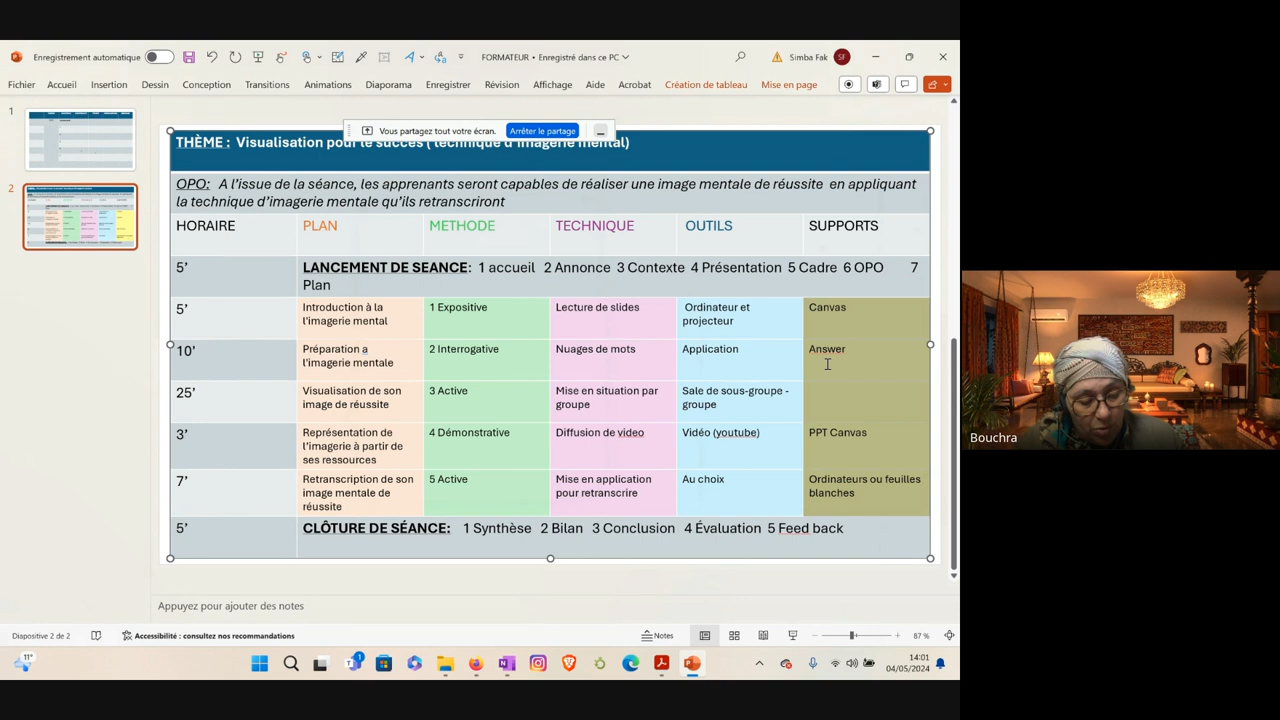 Enregistrement automatique
FORMATEUR • Enregistré dans ce PC
Simba Fak
SF
Fichier Accueil Insertion Dessin Conception Transitions Animations Diaporama Enregistrer Révision Affichage Aide Acrobat Création de tableau Mise en page
1
2
Vous partagez tout votre écran. Arrêter le partage
THÈME : Visualisation pour le succès ( technique d'imagerie mental)
OPO: A l'issue de la séance, les apprenants seront capables de réaliser une image mentale de réussite en appliquant
la technique d'imagerie mentale qu'ils retranscriront
HORAIRE PLAN METHODE TECHNIQUE OUTILS SUPPORTS
5' LANCEMENT DE SEANCE: 1 accueil 2 Annonce 3 Contexte 4 Présentation 5 Cadre 6 OPO 7
Plan
5' Introduction à la 1 Expositive Lecture de slides Ordinateur et Canvas
l'imagerie mental projecteur
10' Préparation a 2 Interrogative Nuages de mots Application Answer
l'imagerie mentale
25' Visualisation de son 3 Active Mise en situation par Sale de sous-groupe -
image de réussite groupe groupe
3' Représentation de 4 Démonstrative Diffusion de video Vidéo (youtube) PPT Canvas
l'imagerie à partir de
ses ressources
7' Retranscription de son 5 Active Mise en application Au choix Ordinateurs ou feuilles
image mentale de pour retranscrire blanches
réussite
5' CLÔTURE DE SÉANCE: 1 Synthèse 2 Bilan 3 Conclusion 4 Évaluation 5 Feed back
Appuyez pour ajouter des notes
Diapositive 2 de 2 Accessibilité : consultez nos recommandations Notes 87 %
11°
14:01
04/05/2024
Bouchra